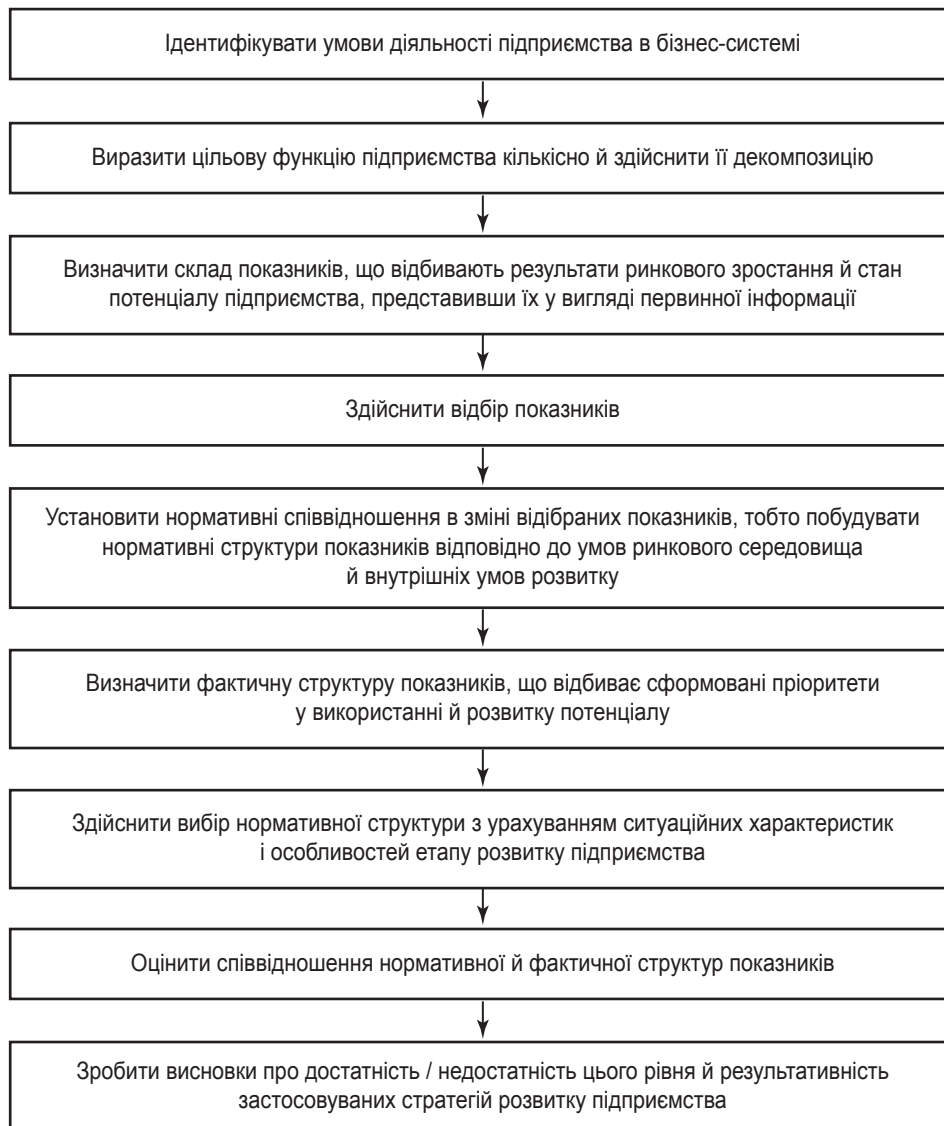 Ідентифікувати умови діяльності підприємства в бізнес-системі
Виразити цільову функцію підприємства кількісно й здійснити її декомпозицію
Визначити склад показників, що відбивають результати ринкового зростання й стан
потенціалу підприємства, представивши їх у вигляді первинної інформації
Здійснити відбір показників
Установити нормативні співвідношення в зміні відібраних показників, тобто побудувати
нормативні структури показників відповідно до умов ринкового середовища
й внутрішніх умов розвитку
Визначити фактичну структуру показників, що відбиває сформовані пріоритети
у використанні й розвитку потенціалу
Здійснити вибір нормативної структури з урахуванням ситуаційних характеристик
і особливостей етапу розвитку підприємства
Оцінити співвідношення нормативної й фактичної структур показників
Зробити висновки про достатність / недостатність цього рівня й результативність
застосовуваних стратегій розвитку підприємства